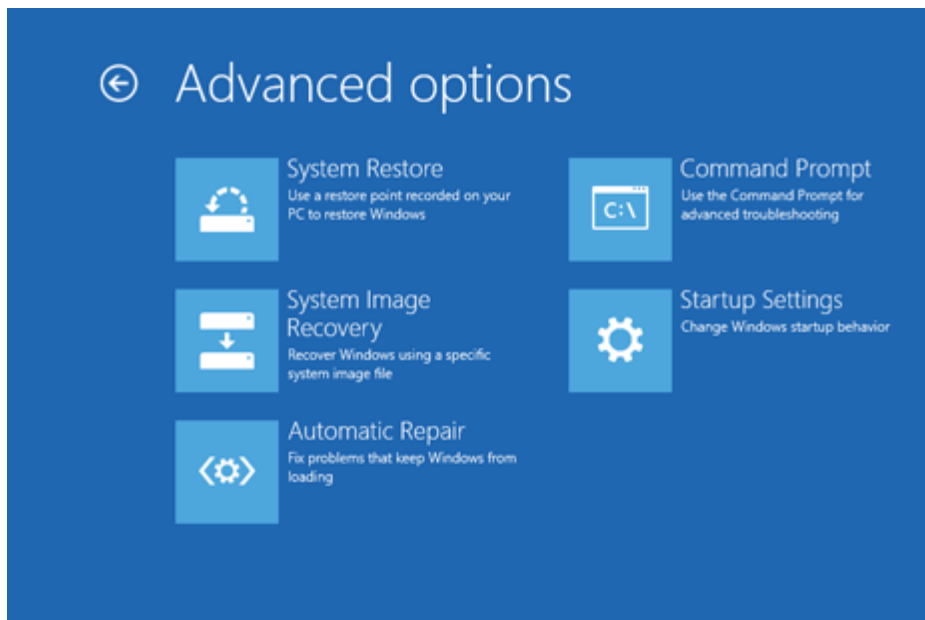 Advanced options
System Restore
Use a restore point recorded on your
PC to restore Windows
System Image
Recovery
Recover Windows using a specific
system image file
Automatic Repair
Fix problems that keep Windows from
loading
C:\
Command Prompt
Use the Command Prompt for
advanced troubleshooting
Startup Settings
Change Windows startup behavior